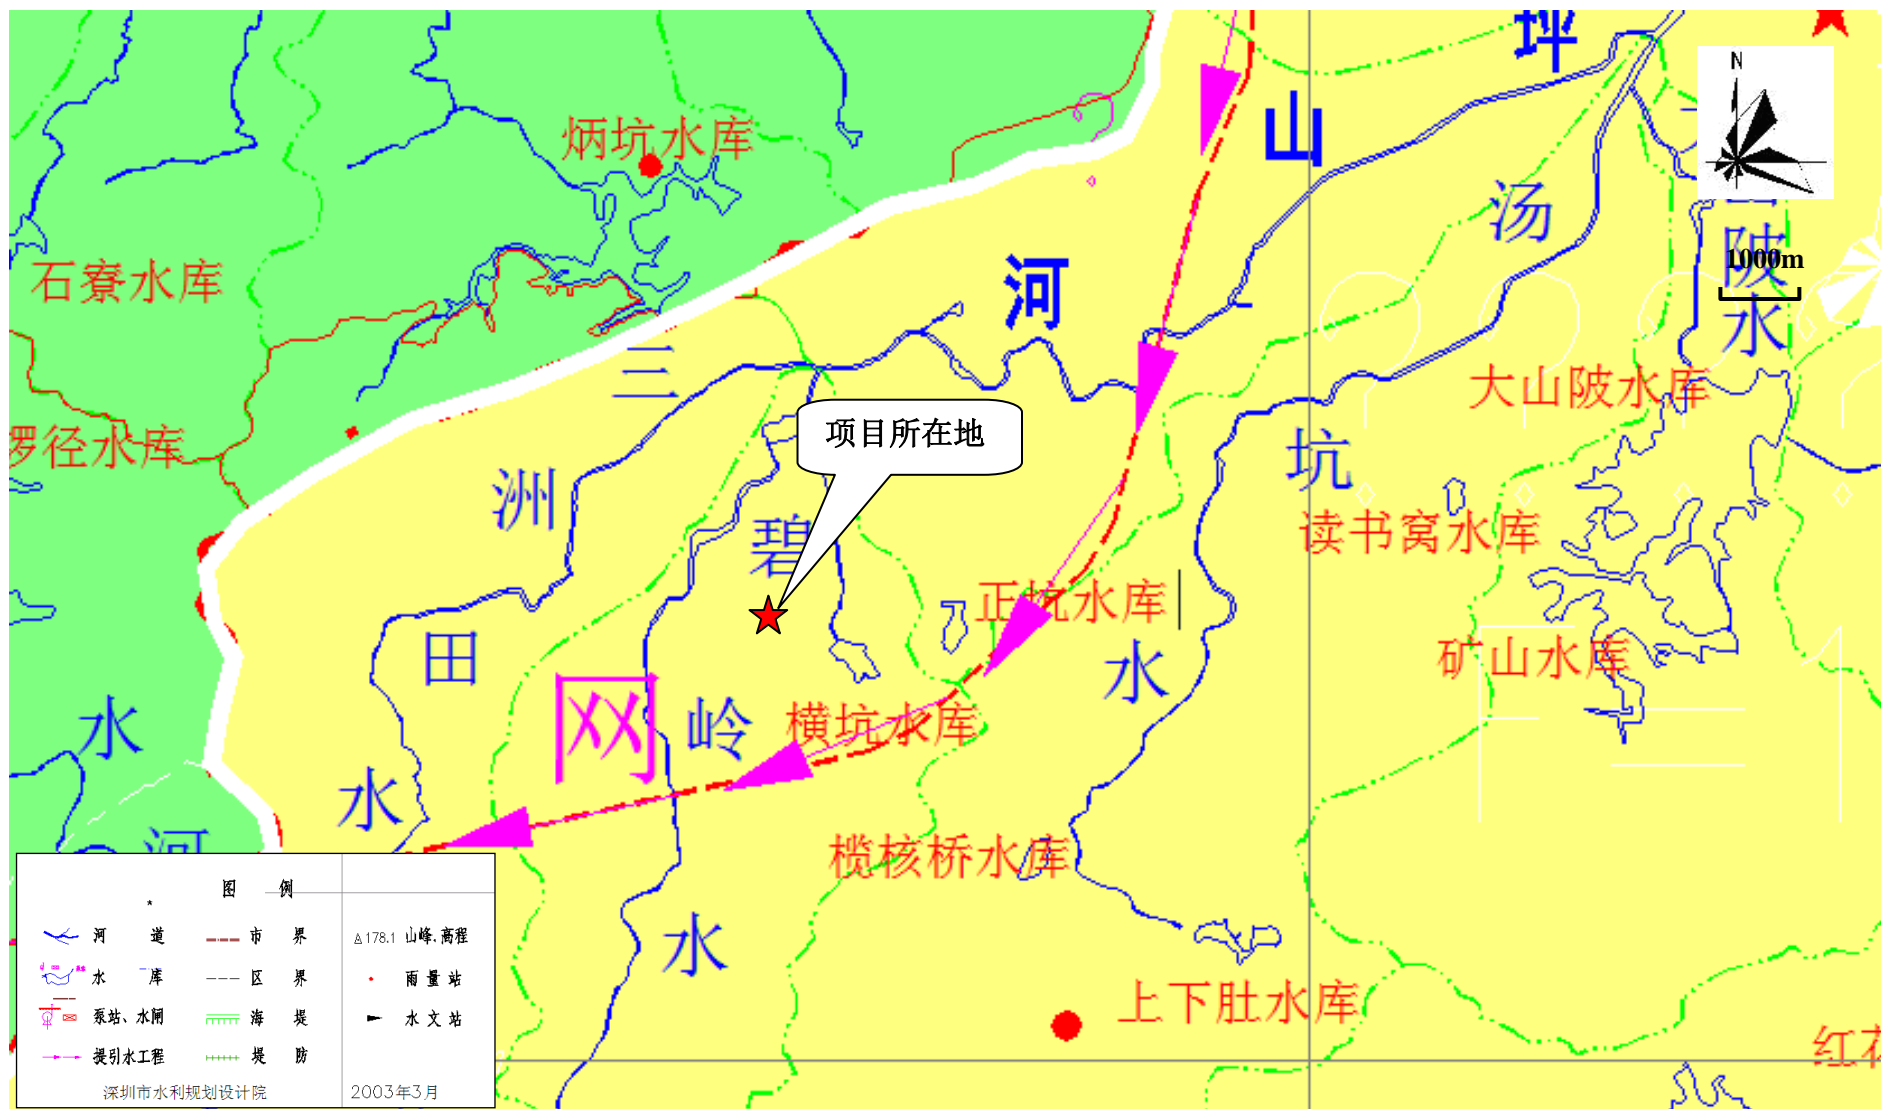 坪
N
山
炳坑水库
汤
陂
1000m
水
石寮水库
河
三
大山陂水库
锣径水库
项目所在地
坑
洲
碧
读书窝水库
正坑水库
田
水
矿山水库
网
岭
横坑水库
水
水
河
榄核桥水库
水
上下肚水库
红花
图 例
河 道
市 界
178.1 山峰.高程
水 库
区 界
雨量站
泵站、水闸
海 堤
水文站
提引水工程
堤 防
深圳市水利规划设计院
2003年3月